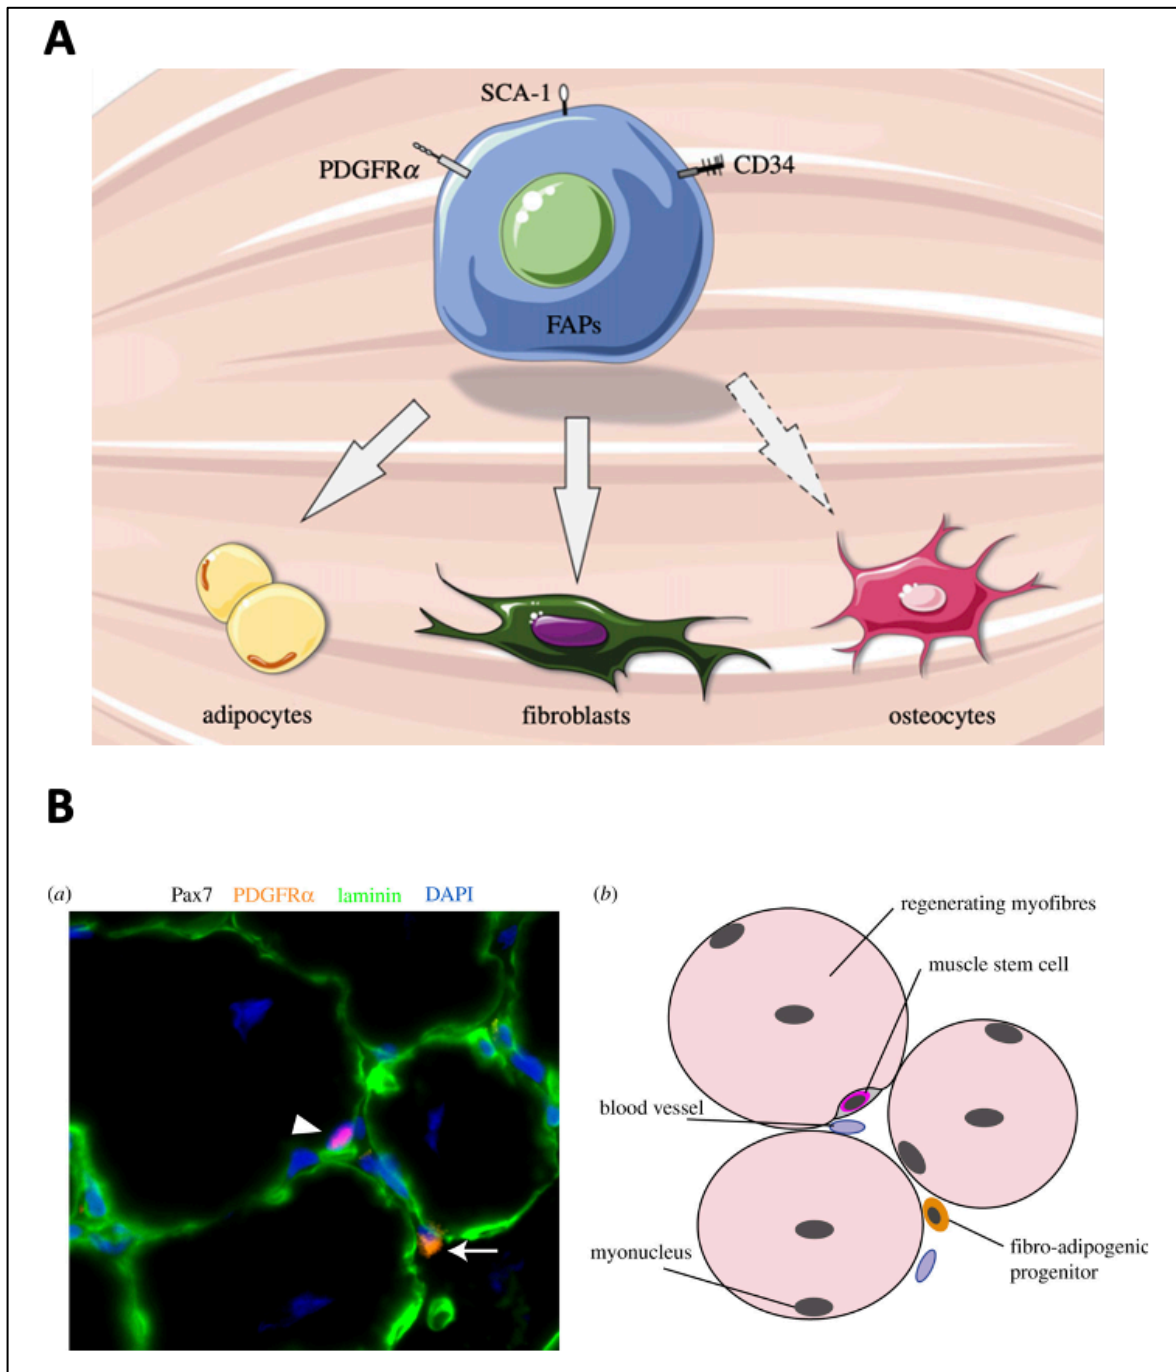 A
SCA-1
PDGFRα
CD34
FAPs
adipocytes
fibroblasts
osteocytes
B
(a) Pax7 PDGFRα laminin DAPI
(b)
regenerating myofibres
muscle stem cell
blood vessel
myonucleus
fibro-adipogenic
progenitor